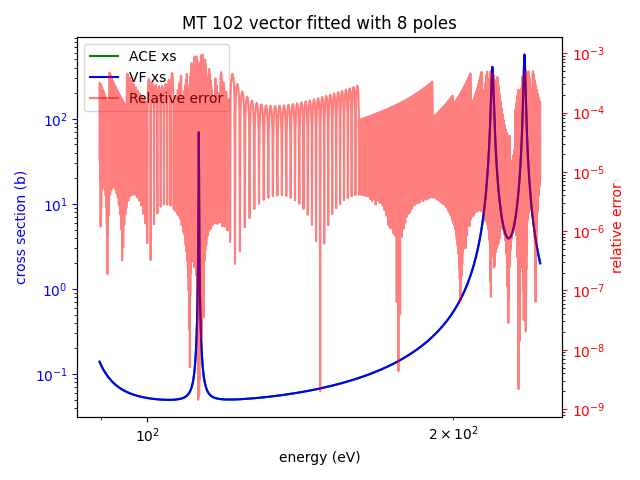 MT 102 vector fitted with 8 poles
ACE xs
VF xs
Relative error
cross section (b)
10²
10¹
10⁰
10⁻¹
10⁻³
10⁻⁴
10⁻⁵
10⁻⁶
10⁻⁷
10⁻⁸
10⁻⁹
relative error
10²
2 × 10²
energy (eV)